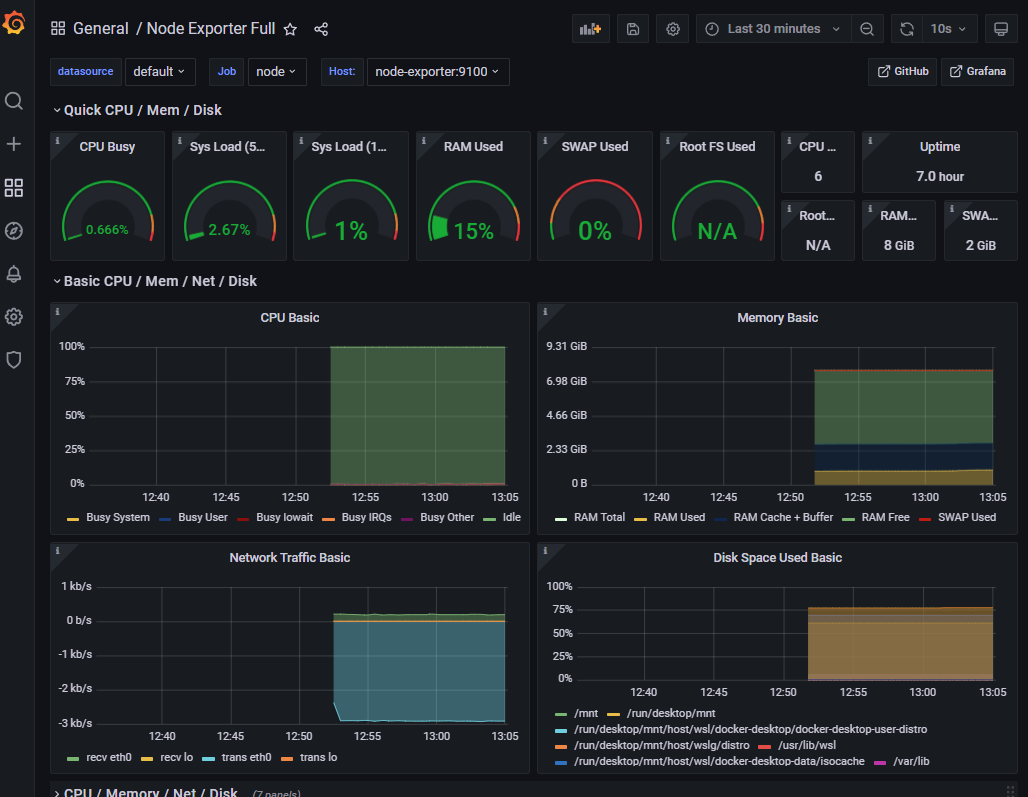 General / Node Exporter Full
Last 30 minutes
10s
datasource default Job node Host: node-exporter:9100 GitHub Grafana
Quick CPU / Mem / Disk
CPU Busy
0.666%
Sys Load (5...
2.67%
Sys Load (1...
1%
RAM Used
15%
SWAP Used
0%
Root FS Used
N/A
CPU ...
6
Uptime
7.0 hour
Root...
N/A
RAM...
8 GiB
SWA...
2 GiB
Basic CPU / Mem / Net / Disk
CPU Basic
100%
75%
50%
25%
0%
12:40 12:45 12:50 12:55 13:00 13:05
Busy System Busy User Busy Iowait Busy IRQs Busy Other Idle
Memory Basic
9.31 GiB
6.98 GiB
4.66 GiB
2.33 GiB
0 B
12:40 12:45 12:50 12:55 13:00 13:05
RAM Total RAM Used RAM Cache + Buffer RAM Free SWAP Used
Network Traffic Basic
1 kb/s
0 b/s
-1 kb/s
-2 kb/s
-3 kb/s
12:40 12:45 12:50 12:55 13:00 13:05
recv eth0 recv lo trans eth0 trans lo
Disk Space Used Basic
100%
75%
50%
25%
0%
12:40 12:45 12:50 12:55 13:00 13:05
/mnt /run/desktop/mnt
/run/desktop/mnt/host/wsl/docker-desktop/docker-desktop-user-distro
/run/desktop/mnt/host/wslg/distro /usr/lib/wsl
/run/desktop/mnt/host/wsl/docker-desktop-data/isocache /var/lib
CPU / Memory / Net / Disk (7 panels)